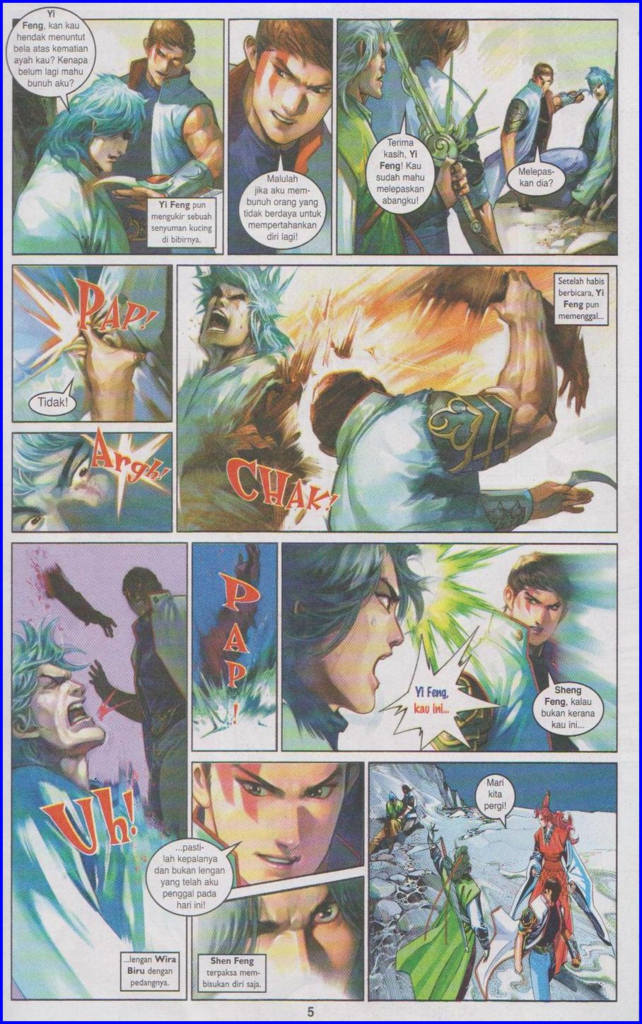 Yi
Feng, kan kau
hendak menuntut
bela atas kematian
ayah kau? Kenapa
belum lagi mahu
bunuh aku?
Yi Feng pun
mengukir sebuah
senyuman kucing
di bibirnya.
Malulah
jika aku mem-
bunuh orang yang
tidak berdaya untuk
mempertahankan
diri lagi!
Terima
kasih, Yi
Feng! Kau
sudah mahu
melepaskan
abangku!
Melepas-
kan dia?
PAP!
Tidak!
Argh!
Setelah habis
berbicara, Yi
Feng pun
memenggal...
CHAK!
Uh!
...lengan Wira
Biru dengan
pedangnya.
PAP!
Yi Feng,
kau ini...
Sheng
Feng, kalau
bukan kerana
kau ini...
...pasti-
lah kepalanya
dan bukan lengan
yang telah aku
penggal pada
hari ini!
Shen Feng
terpaksa mem-
bisukan diri saja.
Mari
kita
pergi!
5